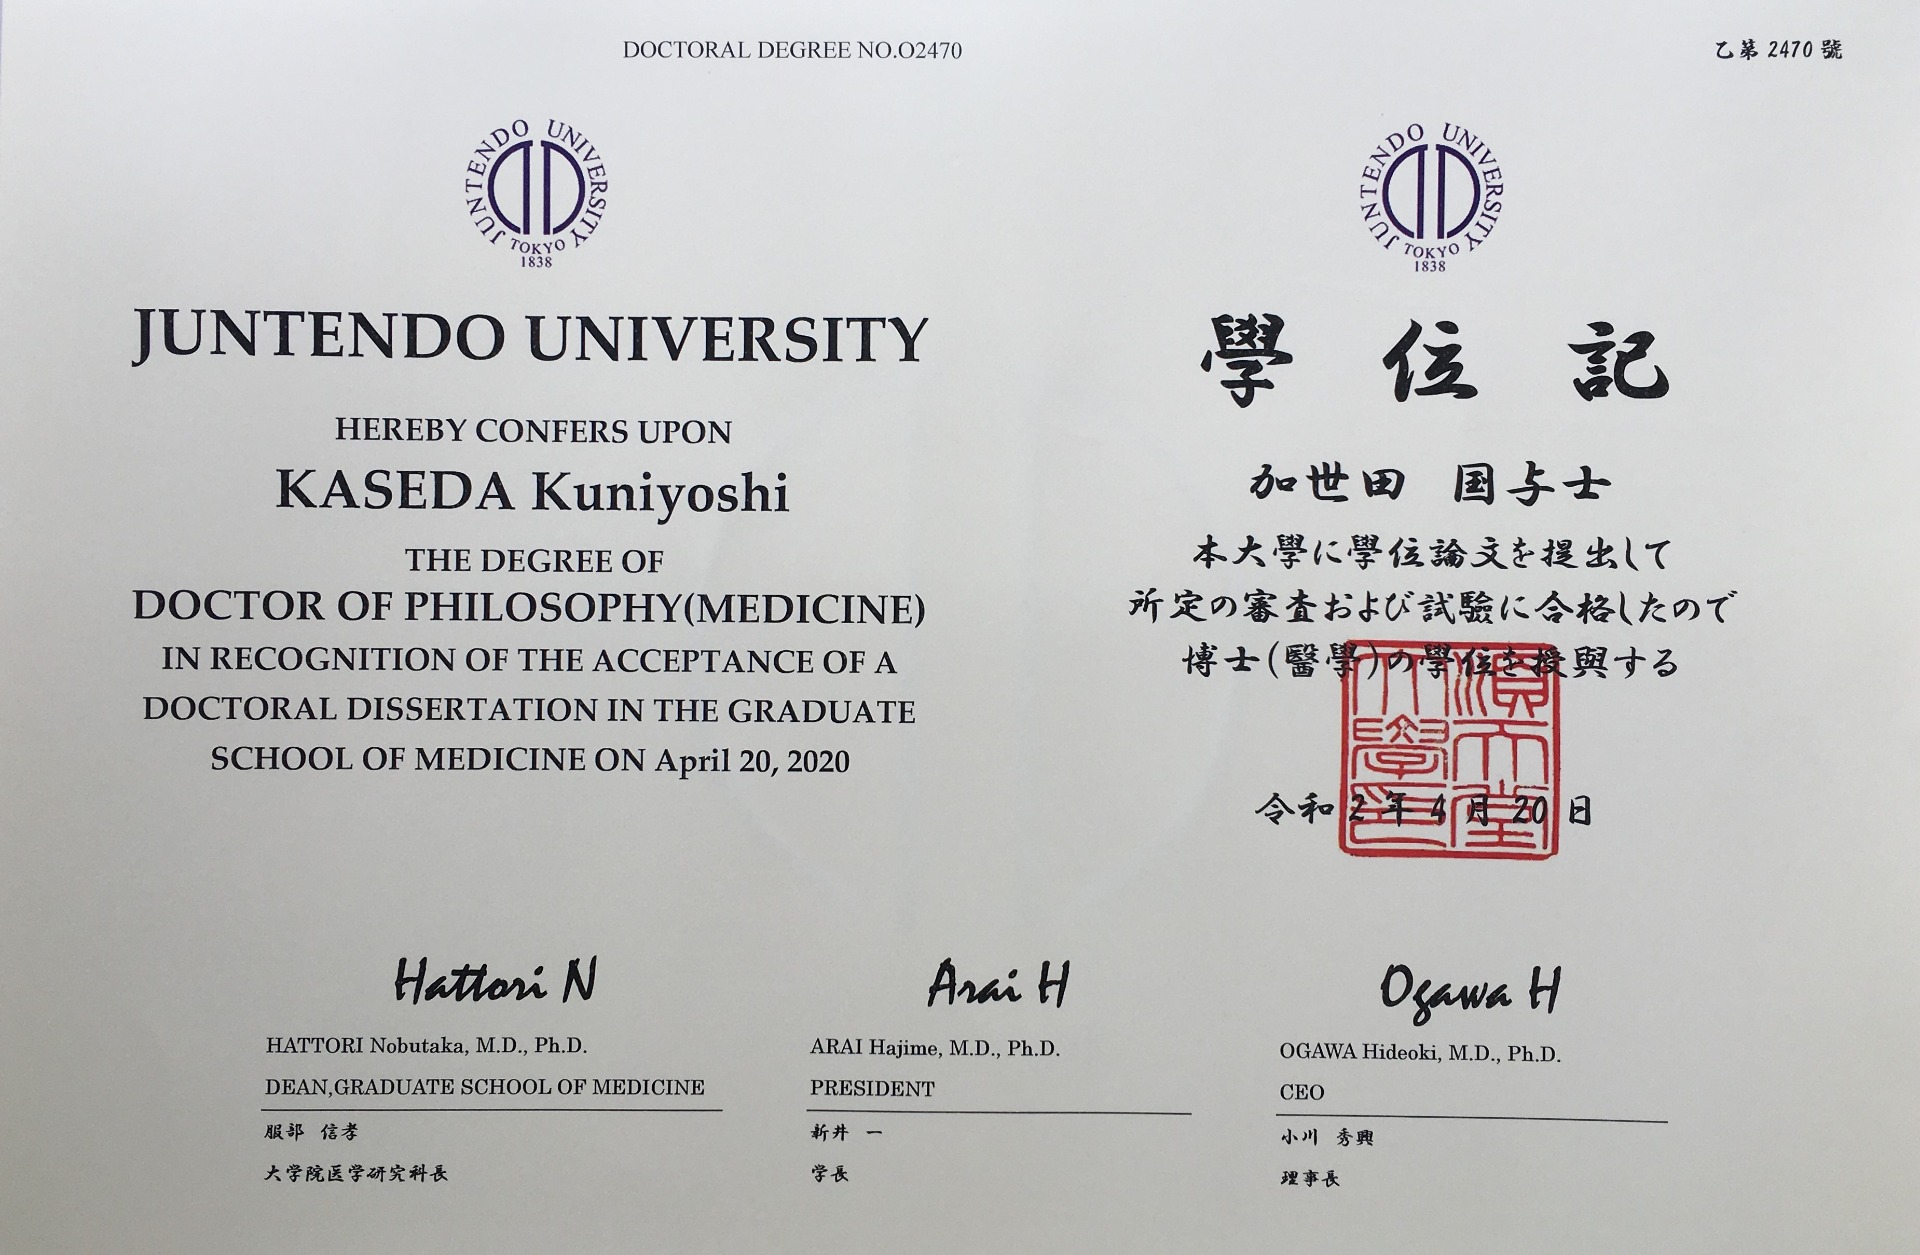 DOCTORAL DEGREE NO.O2470
乙第 2470 號
JUNTENDO UNIVERSITY
TOKYO
1838
JUNTENDO UNIVERSITY
HEREBY CONFERS UPON
KASEDA Kuniyoshi
THE DEGREE OF
DOCTOR OF PHILOSOPHY(MEDICINE)
IN RECOGNITION OF THE ACCEPTANCE OF A
DOCTORAL DISSERTATION IN THE GRADUATE
SCHOOL OF MEDICINE ON April 20, 2020
JUNTENDO UNIVERSITY
TOKYO
1838
學位記
加世田 国与士
本大學に學位論文を提出して
所定の審査および試驗に合格したので
博士(醫學)の學位を授與する
順天堂
大學印
令和2年4月20日
Hattori N
HATTORI Nobutaka, M.D., Ph.D.
DEAN,GRADUATE SCHOOL OF MEDICINE
服部 信孝
大学院医学研究科長
Arai H
ARAI Hajime, M.D., Ph.D.
PRESIDENT
新井 一
学長
Ogawa H
OGAWA Hideoki, M.D., Ph.D.
CEO
小川 秀興
理事長